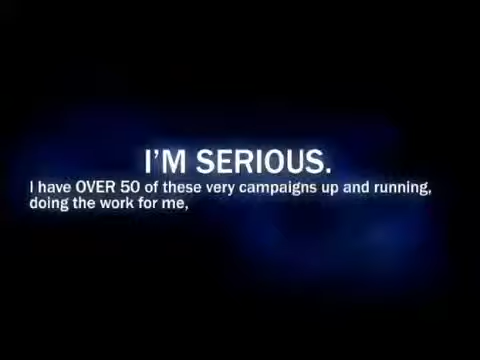 I'M SERIOUS.
I have OVER 50 of these very campaigns up and running,
doing the work for me,